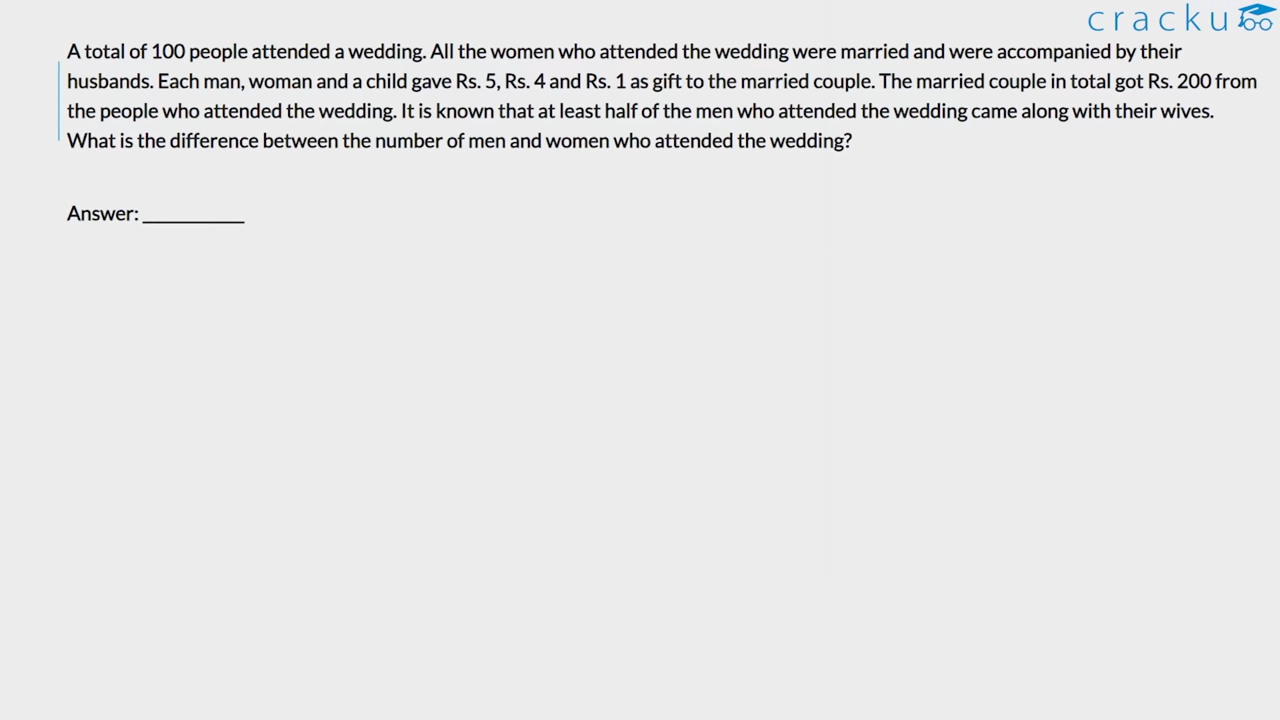 cracku
A total of 100 people attended a wedding. All the women who attended the wedding were married and were accompanied by their
husbands. Each man, woman and a child gave Rs. 5, Rs. 4 and Rs. 1 as gift to the married couple. The married couple in total got Rs. 200 from
the people who attended the wedding. It is known that at least half of the men who attended the wedding came along with their wives.
What is the difference between the number of men and women who attended the wedding?
Answer: __________